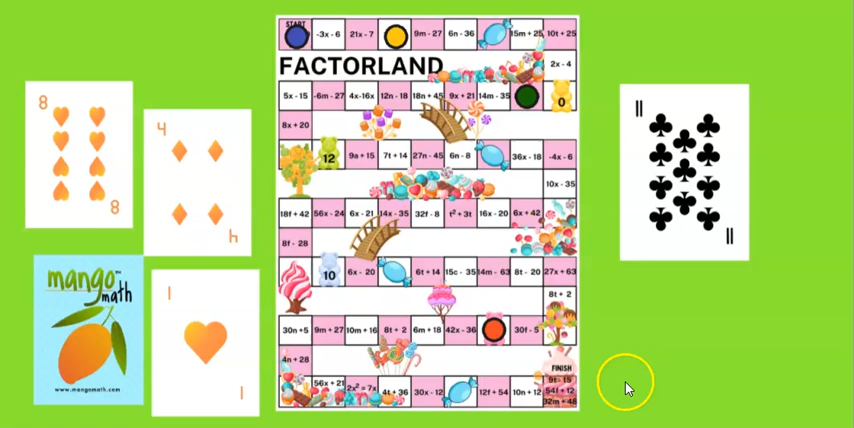 8
8
4
4
mango™
math
www.mangomath.com
1
1
START
-3x - 6
21x - 7
9m - 27
6n - 36
15m + 25
10t + 25
FACTORLAND
2x - 4
5x - 15
-6m - 27
4x-16x
12n - 18
18n + 45
9x + 21
14m - 35
0
8x + 20
12
9a + 15
7t + 14
27n - 45
6n - 8
36x - 18
-4x - 6
10x - 35
18f + 42
56x - 24
6x - 21
14x - 35
32f - 8
t² + 3t
16x - 20
6x + 42
8f - 28
10
6x - 20
6t + 14
15c - 35
14m - 63
8t - 20
27x + 63
8t + 2
30n +5
9m + 27
10m + 16
8t + 2
6m + 18
42x - 36
30f - 5
4n + 28
FINISH
56x + 21
2x² = 7x
4t + 36
30x - 12
12f + 54
10n + 12
9t - 15
54f + 12
32m + 48
11
11